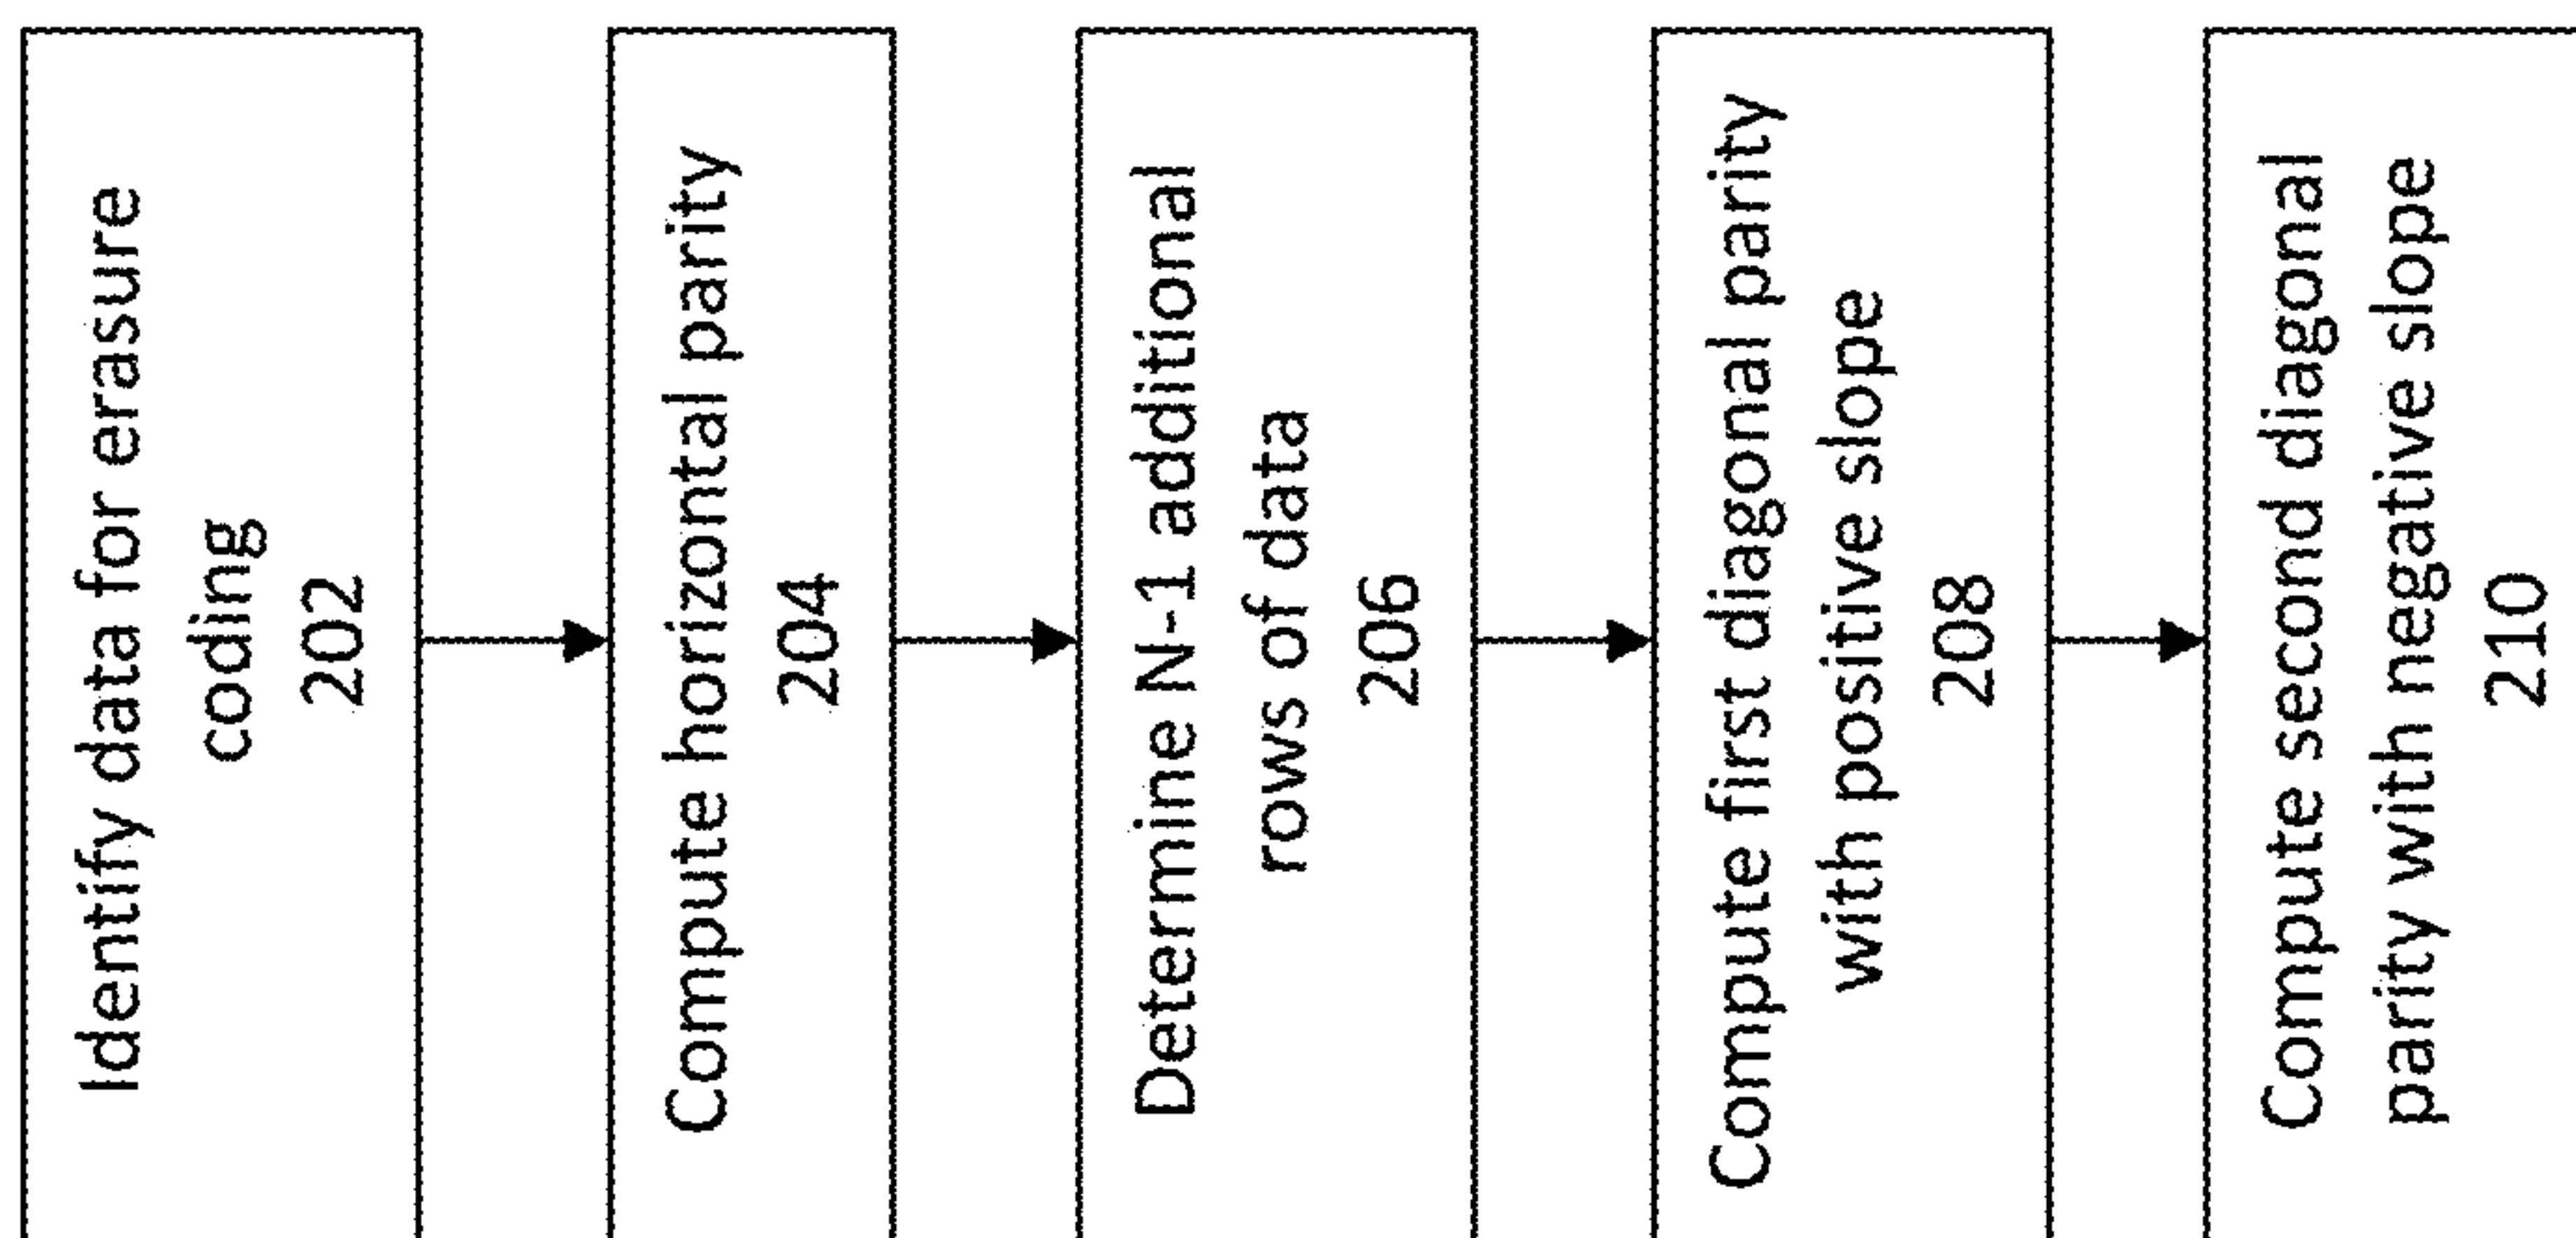 Identify data for erasure
coding
202
Compute horizontal parity
204
Determine N-1 additional
rows of data
206
Compute first diagonal parity
with positive slope
208
Compute second diagonal
parity with negative slope
210